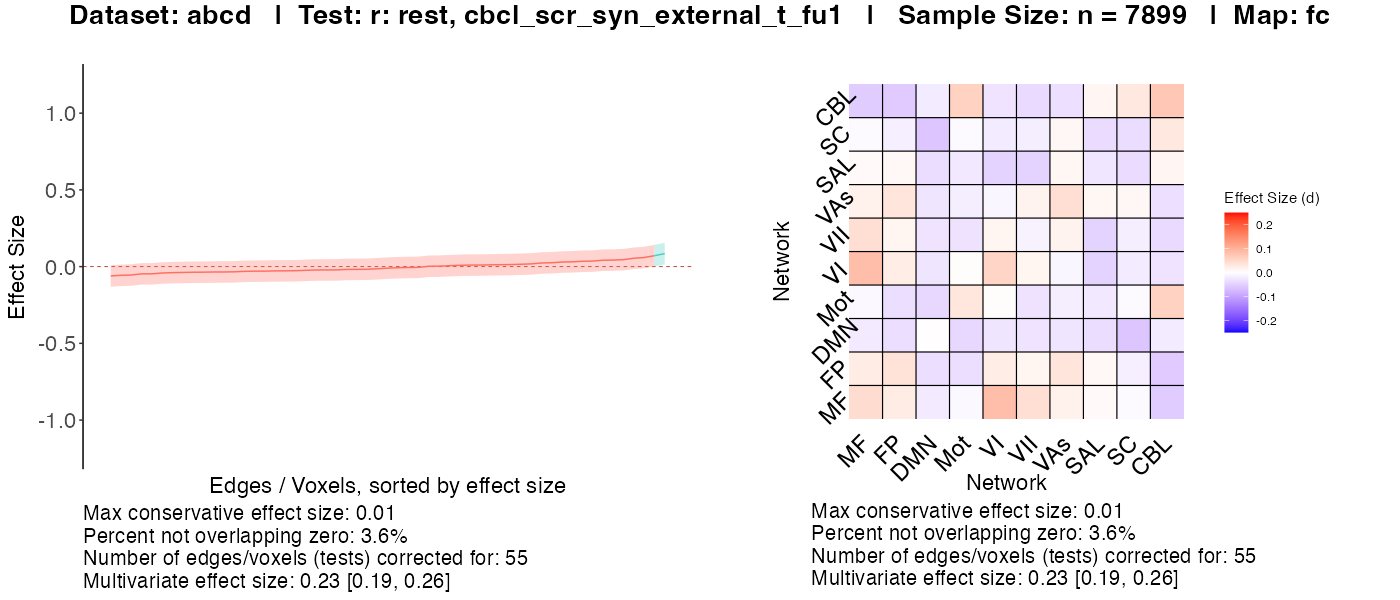 Dataset: abcd | Test: r: rest, cbcl_scr_syn_external_t_fu1 | Sample Size: n = 7899 | Map: fc
Effect Size
1.0
0.5
0.0
-0.5
-1.0
Edges / Voxels, sorted by effect size
Max conservative effect size: 0.01
Percent not overlapping zero: 3.6%
Number of edges/voxels (tests) corrected for: 55
Multivariate effect size: 0.23 [0.19, 0.26]
Network
CBL
SC
SAL
VAs
VII
VI
Mot
DMN
FP
MF
MF FP DMN Mot VI VII VAs SAL SC CBL
Network
Effect Size (d)
0.2
0.1
0.0
-0.1
-0.2
Max conservative effect size: 0.01
Percent not overlapping zero: 3.6%
Number of edges/voxels (tests) corrected for: 55
Multivariate effect size: 0.23 [0.19, 0.26]